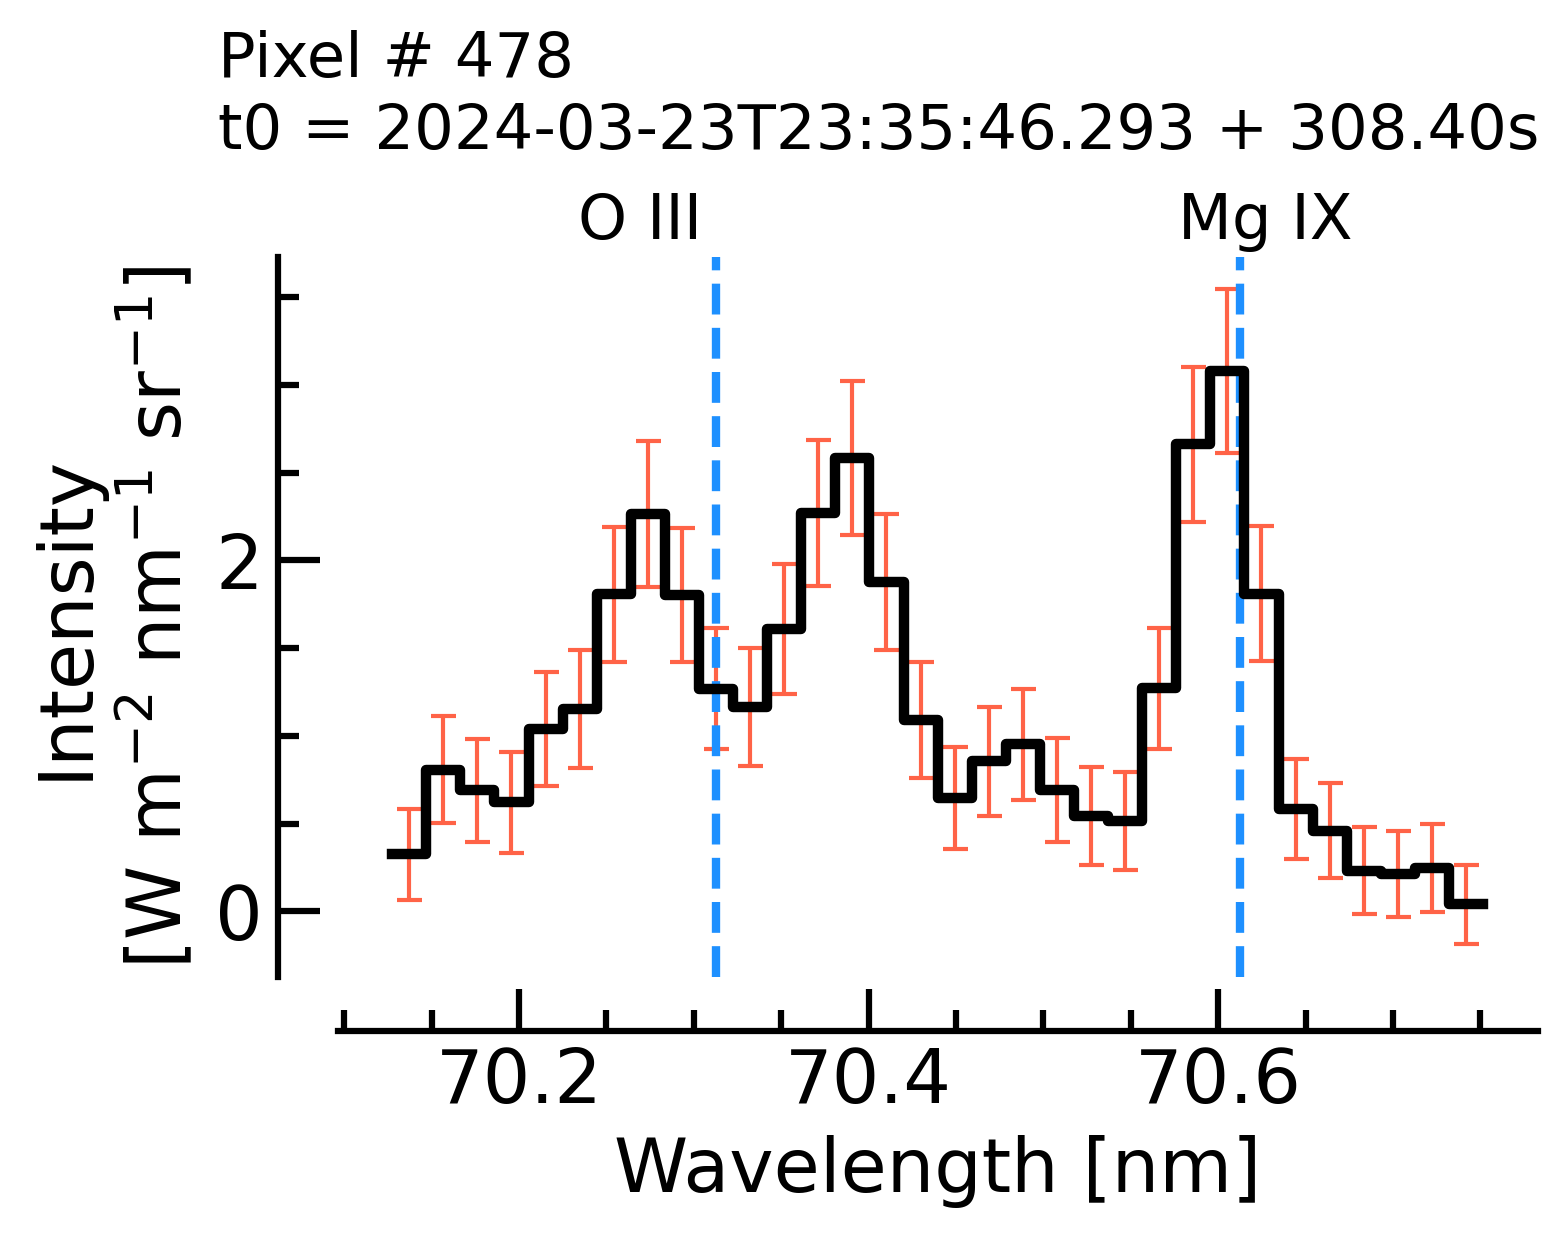 Pixel # 478
t0 = 2024-03-23T23:35:46.293 + 308.40s
O III
Mg IX
Intensity
[W m⁻² nm⁻¹ sr⁻¹]
2
0
70.2
70.4
70.6
Wavelength [nm]